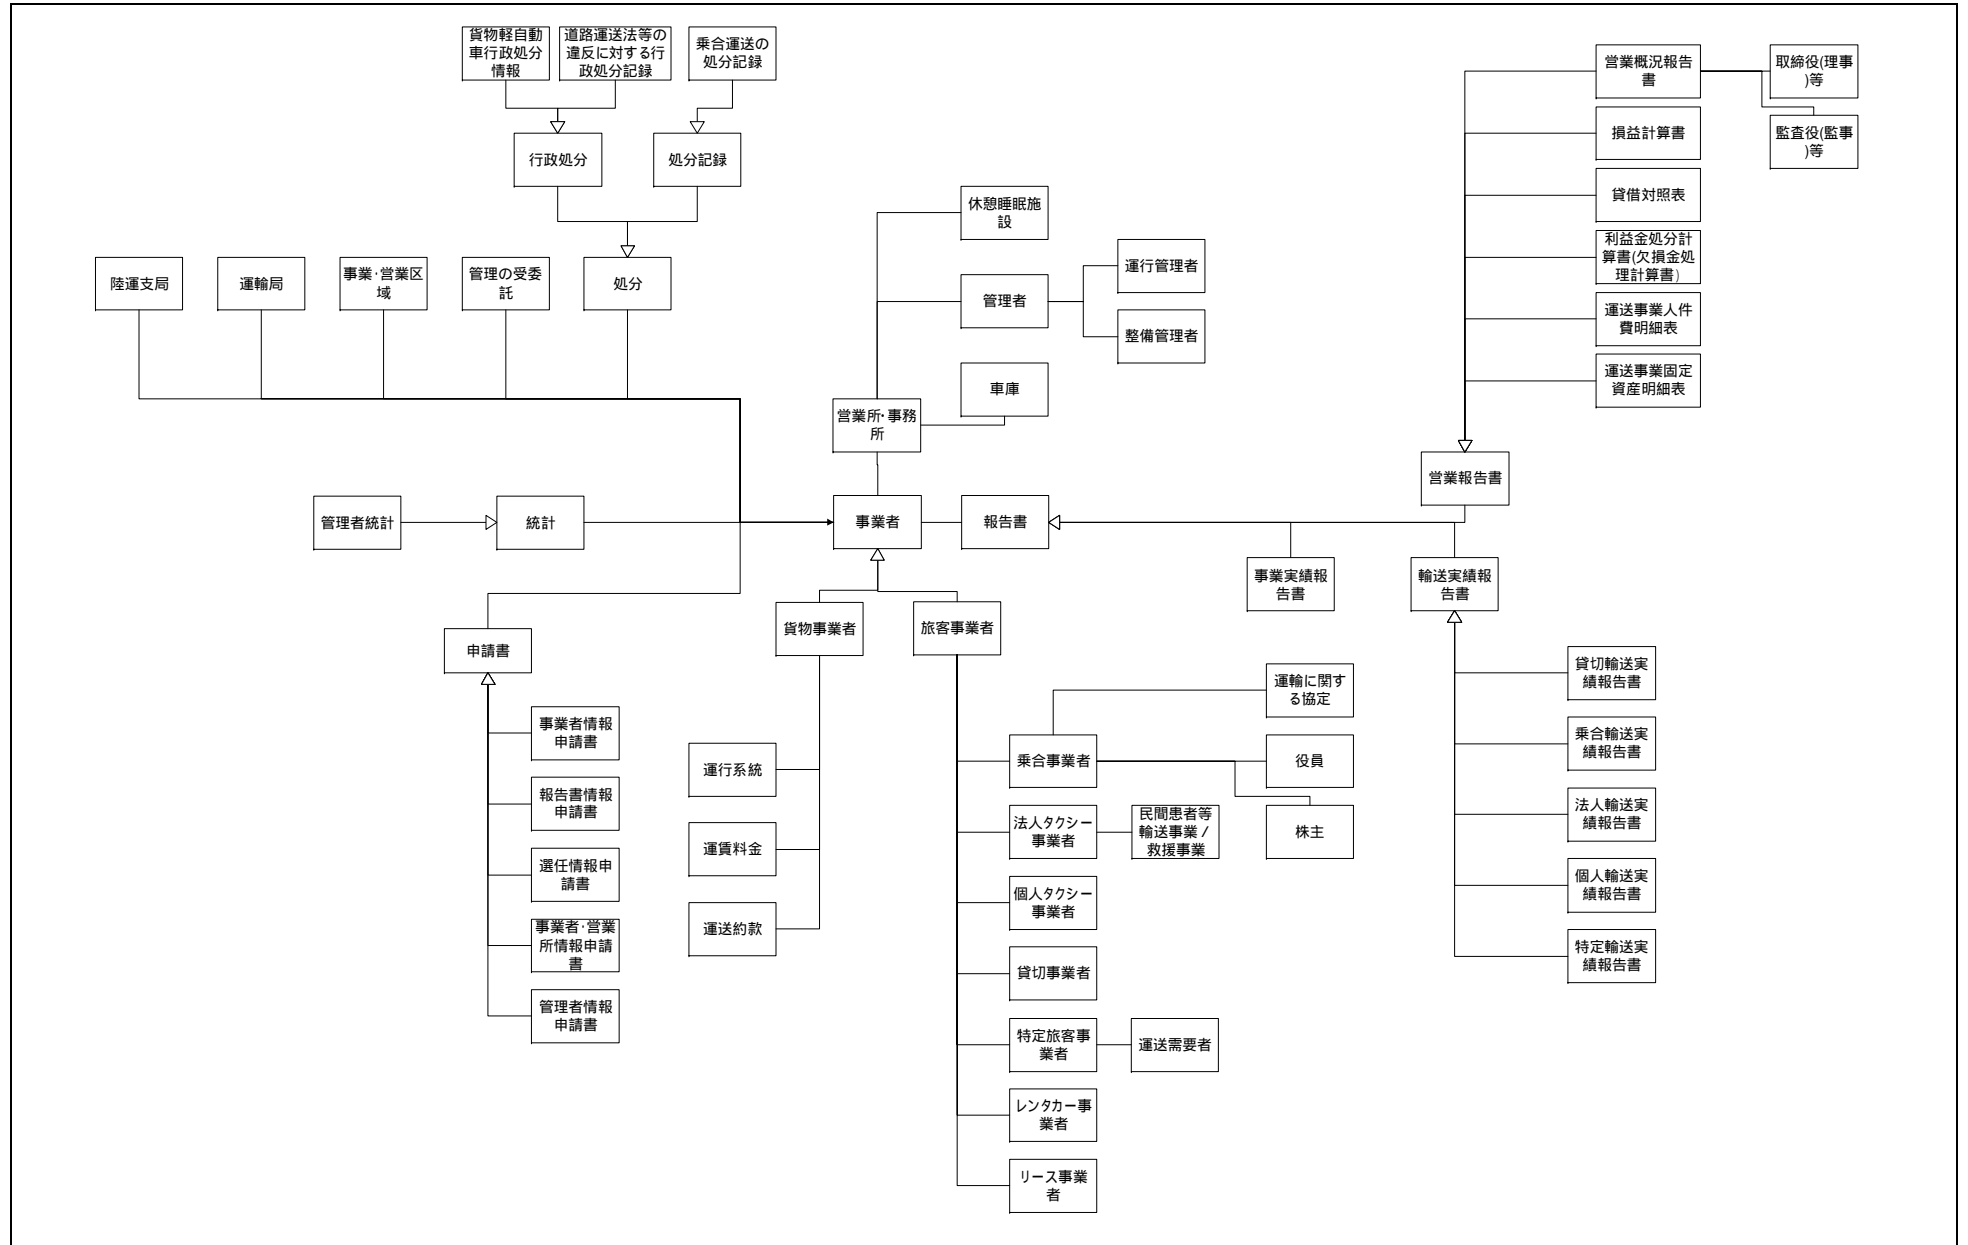 貨物軽自動
車行政処分
情報
道路運送法等の
違反に対する行
政処分記録
乗合運送の
処分記録
営業概況報告
書
取締役(理事
)等
損益計算書
監査役(監事
)等
行政処分
処分記録
貸借対照表
休憩睡眠施
設
利益金処分計
算書(欠損金処
理計算書)
運行管理者
陸運支局
運輸局
事業・営業区
域
管理の受委
託
処分
管理者
運送事業人件
費明細表
整備管理者
車庫
運送事業固定
資産明細表
営業所・事務
所
営業報告書
管理者統計
統計
事業者
報告書
事業実績報
告書
輸送実績報
告書
貨物事業者
旅客事業者
申請書
貸切輸送実
績報告書
運輸に関す
る協定
事業者情報
申請書
乗合輸送実
績報告書
運行系統
乗合事業者
役員
報告書情報
申請書
法人輸送実
績報告書
法人タクシー
事業者
民間患者等
輸送事業/
救援事業
株主
運賃料金
選任情報申
請書
個人輸送実
績報告書
個人タクシー
事業者
運送約款
事業者・営業
所情報申請
書
特定輸送実
績報告書
貸切事業者
管理者情報
申請書
特定旅客事
業者
運送需要者
レンタカー事
業者
リース事業
者